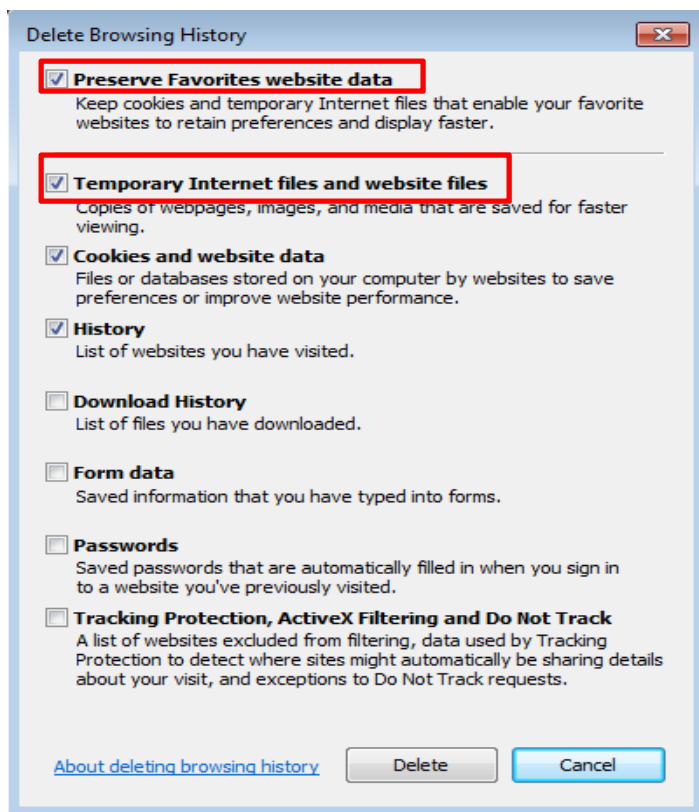 Delete Browsing History
Preserve Favorites website data
Keep cookies and temporary Internet files that enable your favorite
websites to retain preferences and display faster.
Temporary Internet files and website files
Copies of webpages, images, and media that are saved for faster
viewing.
Cookies and website data
Files or databases stored on your computer by websites to save
preferences or improve website performance.
History
List of websites you have visited.
Download History
List of files you have downloaded.
Form data
Saved information that you have typed into forms.
Passwords
Saved passwords that are automatically filled in when you sign in
to a website you've previously visited.
Tracking Protection, ActiveX Filtering and Do Not Track
A list of websites excluded from filtering, data used by Tracking
Protection to detect where sites might automatically be sharing details
about your visit, and exceptions to Do Not Track requests.
About deleting browsing history Delete Cancel